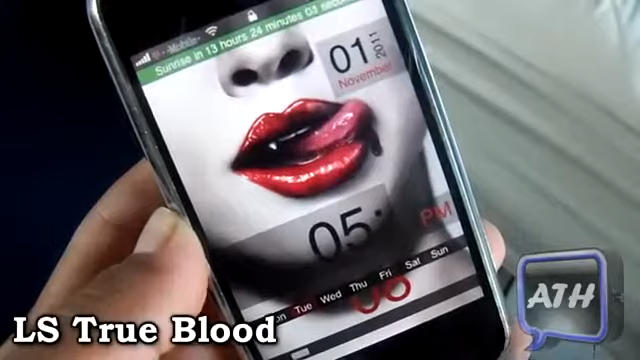 T-Mobile
Sunrise in 13 hours 24 minutes 03
01
2011
November
05:
PM
08
Tue Wed Thu Fri Sat Sun
LS True Blood
ATH